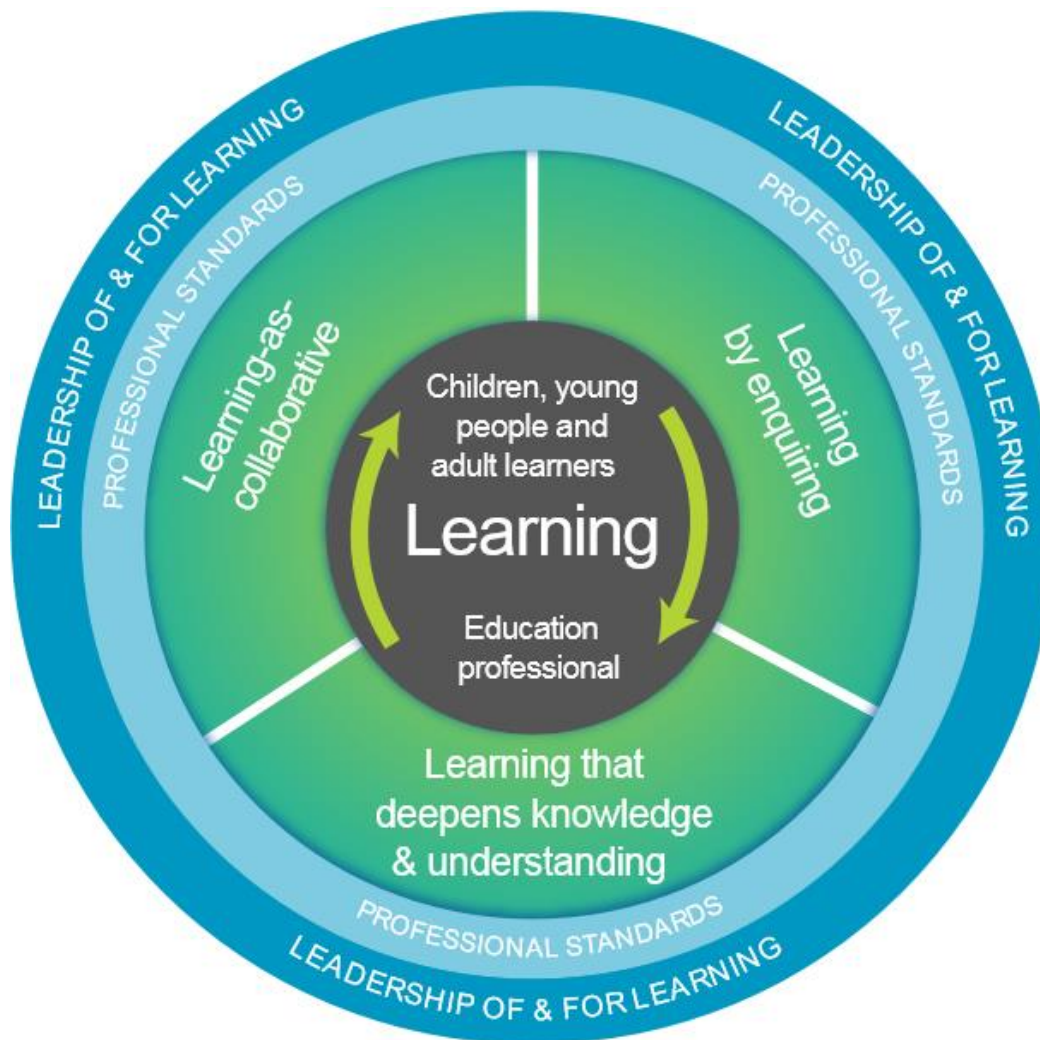 LEADERSHIP OF & FOR LEARNING
LEADERSHIP OF & FOR LEARNING
PROFESSIONAL STANDARDS
PROFESSIONAL STANDARDS
Learning-as-
collaborative
Learning
by enquiring
Children, young
people and
adult learners
Learning
Education
professional
Learning that
deepens knowledge
& understanding
PROFESSIONAL STANDARDS
LEADERSHIP OF & FOR LEARNING